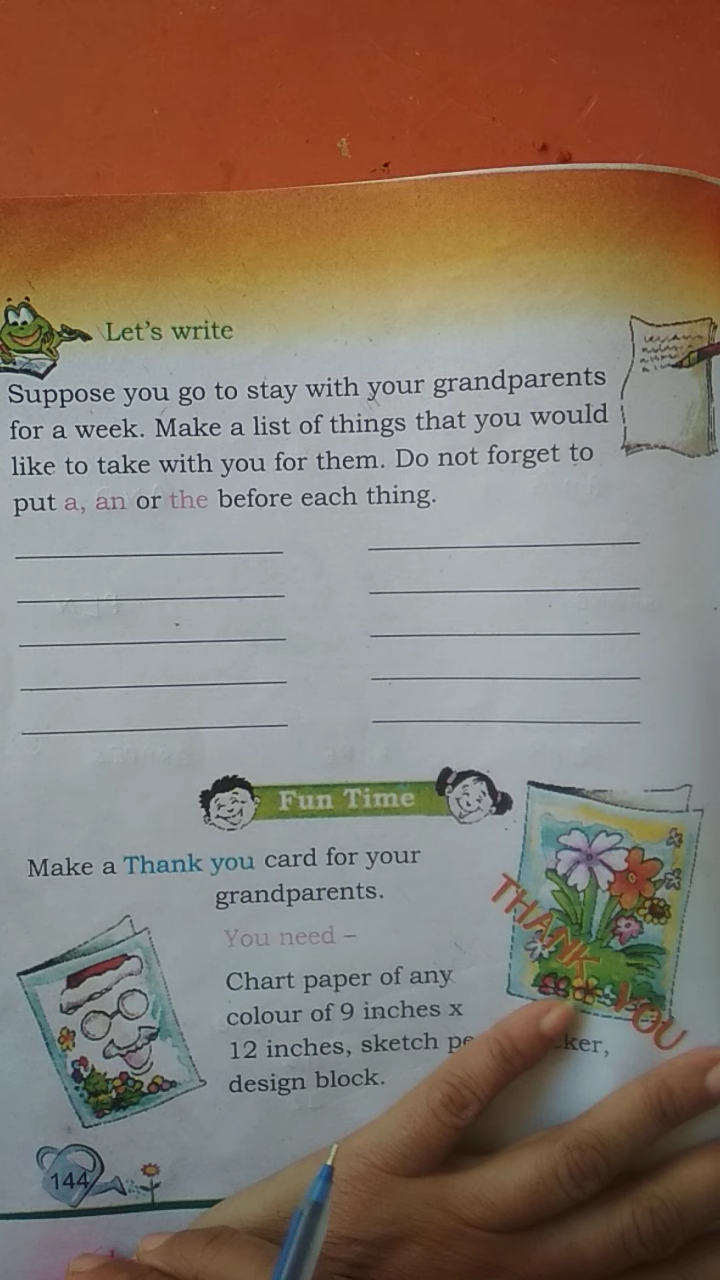 Let's write
Suppose you go to stay with your grandparents
for a week. Make a list of things that you would
like to take with you for them. Do not forget to
put a, an or the before each thing.
Fun Time
Make a Thank you card for your
grandparents.
THANK YOU
You need –
Chart paper of any
colour of 9 inches x
12 inches, sketch
design block.
144